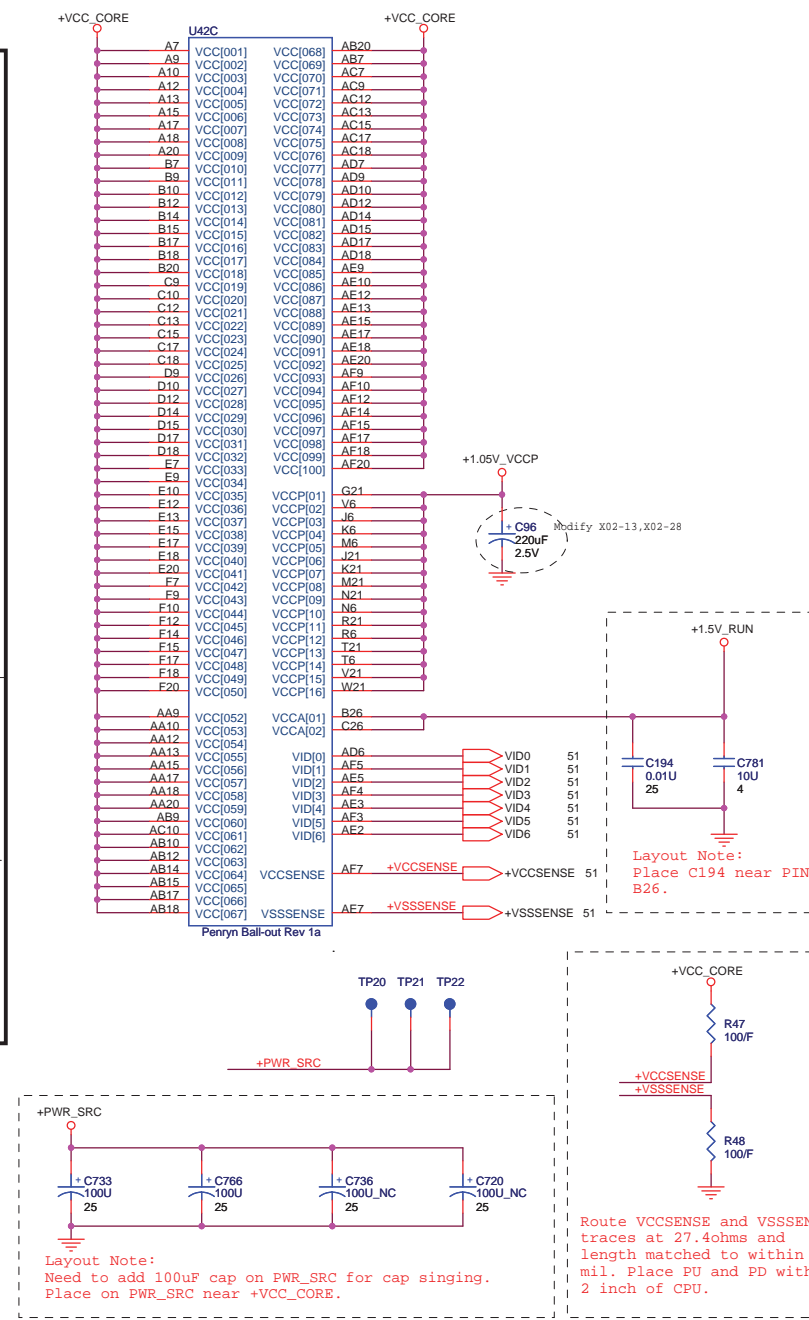 +VCC_CORE +VCC_CORE
U42C
A7 VCC[001] VCC[068] AB20
A9 VCC[002] VCC[069] AB7
A10 VCC[003] VCC[070] AC7
A12 VCC[004] VCC[071] AC9
A13 VCC[005] VCC[072] AC12
A15 VCC[006] VCC[073] AC13
A17 VCC[007] VCC[074] AC15
A18 VCC[008] VCC[075] AC17
A20 VCC[009] VCC[076] AC18
B7 VCC[010] VCC[077] AD7
B9 VCC[011] VCC[078] AD9
B10 VCC[012] VCC[079] AD10
B12 VCC[013] VCC[080] AD12
B14 VCC[014] VCC[081] AD14
B15 VCC[015] VCC[082] AD15
B17 VCC[016] VCC[083] AD17
B18 VCC[017] VCC[084] AD18
B20 VCC[018] VCC[085] AE9
C9 VCC[019] VCC[086] AE10
C10 VCC[020] VCC[087] AE12
C12 VCC[021] VCC[088] AE13
C13 VCC[022] VCC[089] AE15
C15 VCC[023] VCC[090] AE17
C17 VCC[024] VCC[091] AE18
C18 VCC[025] VCC[092] AE20
D9 VCC[026] VCC[093] AF9
D10 VCC[027] VCC[094] AF10
D12 VCC[028] VCC[095] AF12
D14 VCC[029] VCC[096] AF14
D15 VCC[030] VCC[097] AF15
D17 VCC[031] VCC[098] AF17
D18 VCC[032] VCC[099] AF18
E7 VCC[033] VCC[100] AF20
E9 VCC[034]
E10 VCC[035] VCCP[01] G21
E12 VCC[036] VCCP[02] V6
E13 VCC[037] VCCP[03] J6
E15 VCC[038] VCCP[04] K6
E17 VCC[039] VCCP[05] M6
E18 VCC[040] VCCP[06] J21
E20 VCC[041] VCCP[07] K21
F7 VCC[042] VCCP[08] M21
F9 VCC[043] VCCP[09] N21
F10 VCC[044] VCCP[10] N6
F12 VCC[045] VCCP[11] R21
F14 VCC[046] VCCP[12] R6
F15 VCC[047] VCCP[13] T21
F17 VCC[048] VCCP[14] T6
F18 VCC[049] VCCP[15] V21
F20 VCC[050] VCCP[16] W21
AA9 VCC[052] VCCA[01] B26
AA10 VCC[053] VCCA[02] C26
AA12 VCC[054]
AA13 VCC[055] VID[0] AD6 VID0 51
AA15 VCC[056] VID[1] AF5 VID1 51
AA17 VCC[057] VID[2] AE5 VID2 51
AA18 VCC[058] VID[3] AF4 VID3 51
AA20 VCC[059] VID[4] AE3 VID4 51
AB9 VCC[060] VID[5] AF3 VID5 51
AC10 VCC[061] VID[6] AE2 VID6 51
AB10 VCC[062]
AB12 VCC[063]
AB14 VCC[064] VCCSENSE AF7 +VCCSENSE +VCCSENSE 51
AB15 VCC[065]
AB17 VCC[066]
AB18 VCC[067] VSSSENSE AE7 +VSSSENSE +VSSSENSE 51
Penryn Ball-out Rev 1a
+1.05V_VCCP
+ C96
220uF
2.5V
Modify X02-13,X02-28
+1.5V_RUN
C194
0.01U
25
C781
10U
4
Layout Note:
Place C194 near PIN
B26.
TP20 TP21 TP22
+PWR_SRC
+PWR_SRC
+ C733
100U
25
+ C766
100U
25
+ C736
100U_NC
25
+ C720
100U_NC
25
Layout Note:
Need to add 100uF cap on PWR_SRC for cap singing.
Place on PWR_SRC near +VCC_CORE.
+VCC_CORE
R47
100/F
+VCCSENSE
+VSSSENSE
R48
100/F
Route VCCSENSE and VSSSEN
traces at 27.4ohms and
length matched to within
mil. Place PU and PD with
2 inch of CPU.